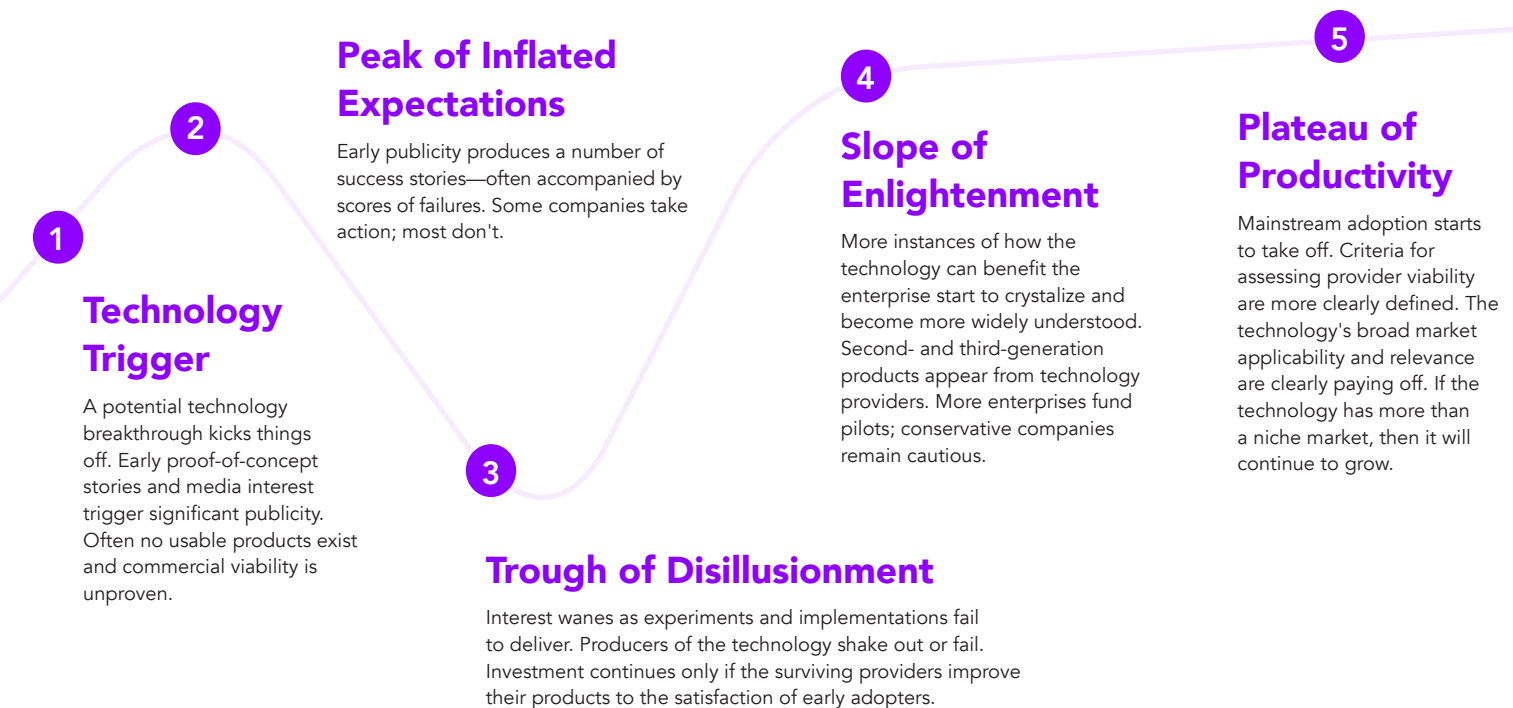 1
Technology
Trigger
A potential technology
breakthrough kicks things
off. Early proof-of-concept
stories and media interest
trigger significant publicity.
Often no usable products exist
and commercial viability is
unproven.
2
Peak of Inflated
Expectations
Early publicity produces a number of
success stories—often accompanied by
scores of failures. Some companies take
action; most don't.
3
Trough of Disillusionment
Interest wanes as experiments and implementations fail
to deliver. Producers of the technology shake out or fail.
Investment continues only if the surviving providers improve
their products to the satisfaction of early adopters.
4
Slope of
Enlightenment
More instances of how the
technology can benefit the
enterprise start to crystalize and
become more widely understood.
Second- and third-generation
products appear from technology
providers. More enterprises fund
pilots; conservative companies
remain cautious.
5
Plateau of
Productivity
Mainstream adoption starts
to take off. Criteria for
assessing provider viability
are more clearly defined. The
technology's broad market
applicability and relevance
are clearly paying off. If the
technology has more than
a niche market, then it will
continue to grow.